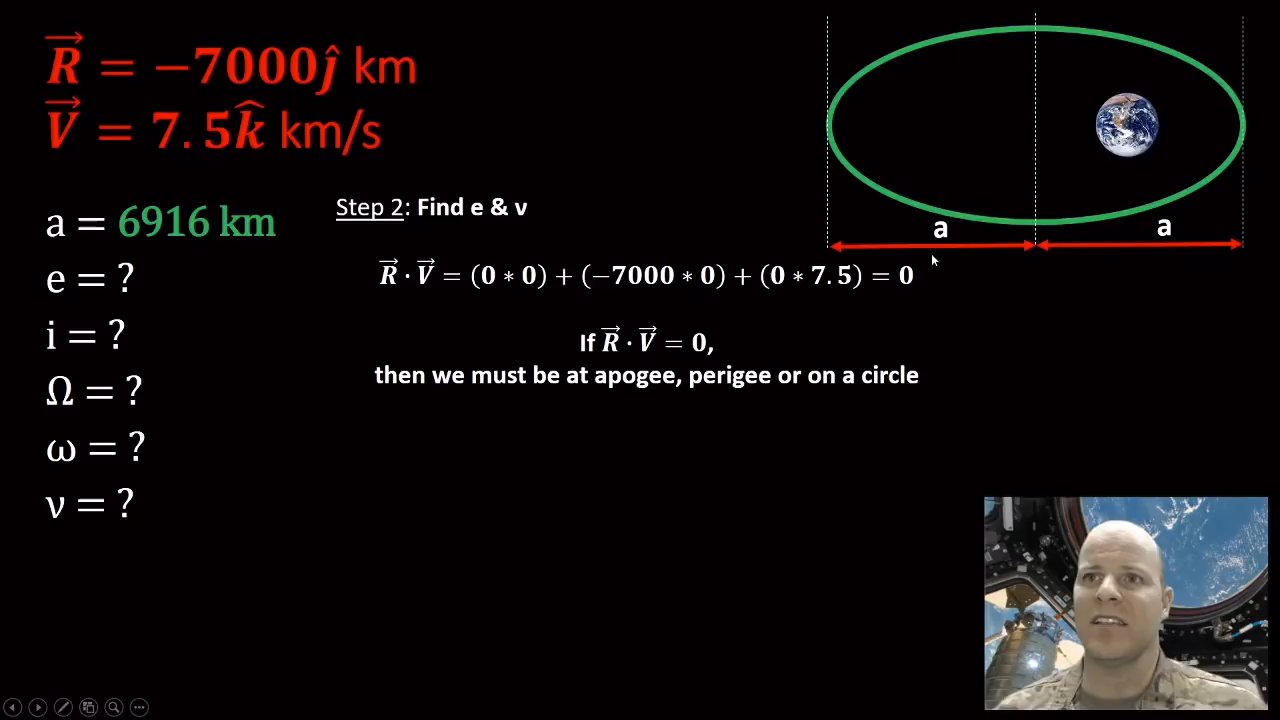 R⃗ = −7000ĵ km
V⃗ = 7.5k̂ km/s
a = 6916 km
e = ?
i = ?
Ω = ?
ω = ?
ν = ?
Step 2: Find e & ν
R⃗ · V⃗ = (0 ∗ 0) + (−7000 ∗ 0) + (0 ∗ 7.5) = 0
If R⃗ · V⃗ = 0,
then we must be at apogee, perigee or on a circle
a a